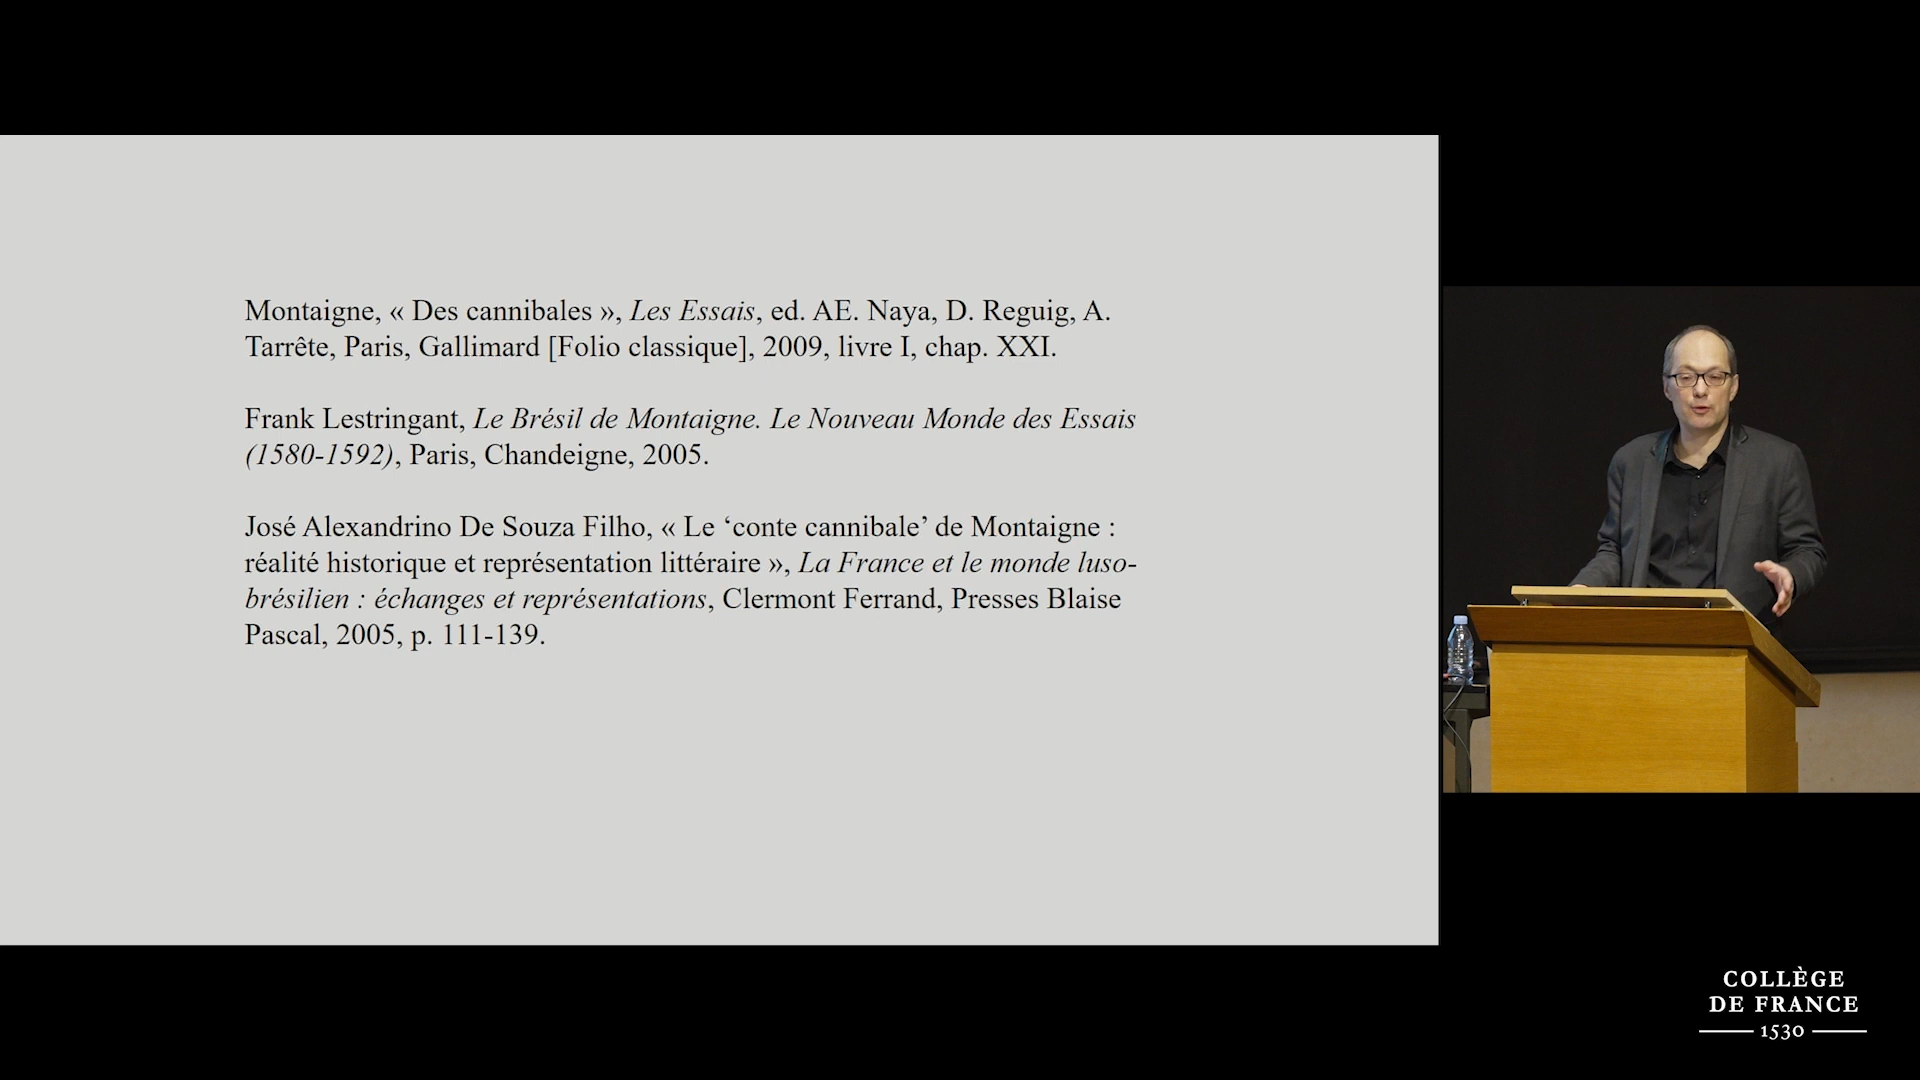 Montaigne, « Des cannibales », Les Essais, ed. AE. Naya, D. Reguig, A.
Tarrête, Paris, Gallimard [Folio classique], 2009, livre I, chap. XXI.
Frank Lestringant, Le Brésil de Montaigne. Le Nouveau Monde des Essais
(1580-1592), Paris, Chandeigne, 2005.
José Alexandrino De Souza Filho, « Le ‘conte cannibale’ de Montaigne :
réalité historique et représentation littéraire », La France et le monde luso-
brésilien : échanges et représentations, Clermont Ferrand, Presses Blaise
Pascal, 2005, p. 111-139.
COLLÈGE
DE FRANCE
1530